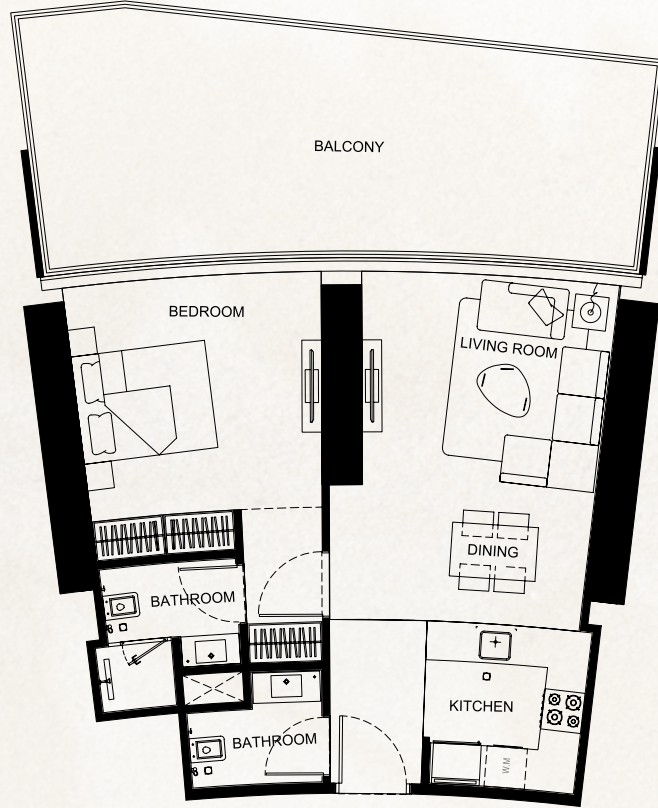 BALCONY
BEDROOM
LIVING ROOM
DINING
BATHROOM
KITCHEN
BATHROOM
W.M